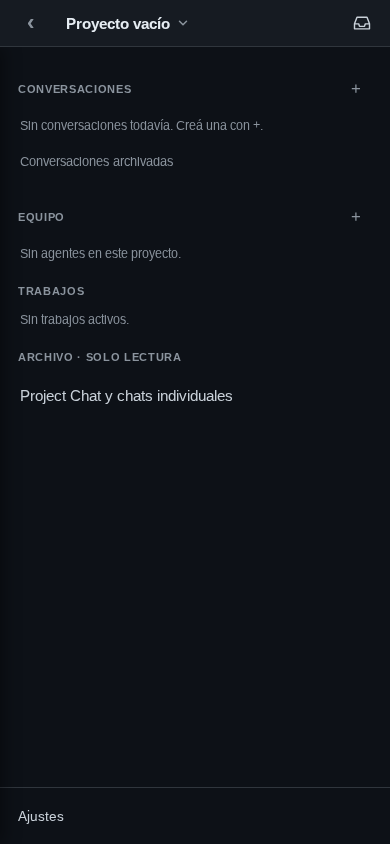 Proyecto vacío
CONVERSACIONES +
Sin conversaciones todavía. Creá una con +.
Conversaciones archivadas
EQUIPO +
Sin agentes en este proyecto.
TRABAJOS
Sin trabajos activos.
ARCHIVO · SOLO LECTURA
Project Chat y chats individuales
Ajustes